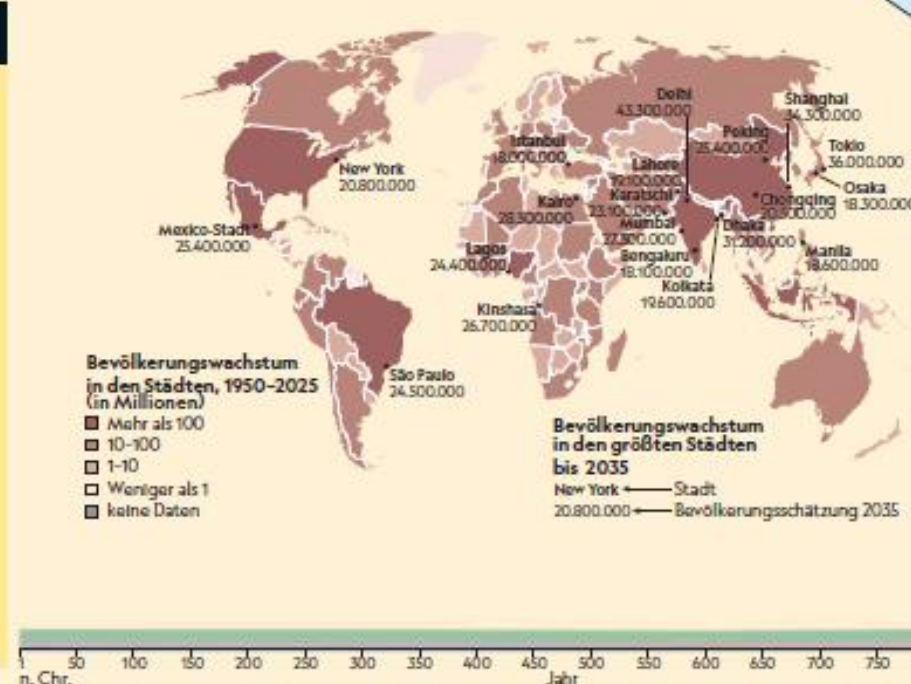 Delhi
43.300.000
Shanghai
34.300.000
Peking
25.400.000
Tokio
36.000.000
Istanbul
18.000.000
New York
20.800.000
Lahore
19.100.000
Osaka
18.300.000
Karatschi
23.100.000
Chongqing
20.500.000
Kairo
28.500.000
Mumbai
27.300.000
Dhaka
31.200.000
Mexico-Stadt
25.400.000
Lagos
24.400.000
Bengaluru
18.100.000
Manila
18.600.000
Kolkata
19.600.000
Kinshasa
26.700.000
São Paulo
24.500.000
Bevölkerungswachstum
in den Städten, 1950–2025
(in Millionen)
Mehr als 100
10–100
1–10
Weniger als 1
keine Daten
Bevölkerungswachstum
in den größten Städten
bis 2035
New York Stadt
20.800.000 Bevölkerungsschätzung 2035
1 50 100 150 200 250 300 350 400 450 500 550 600 650 700 750
n. Chr. Jahr